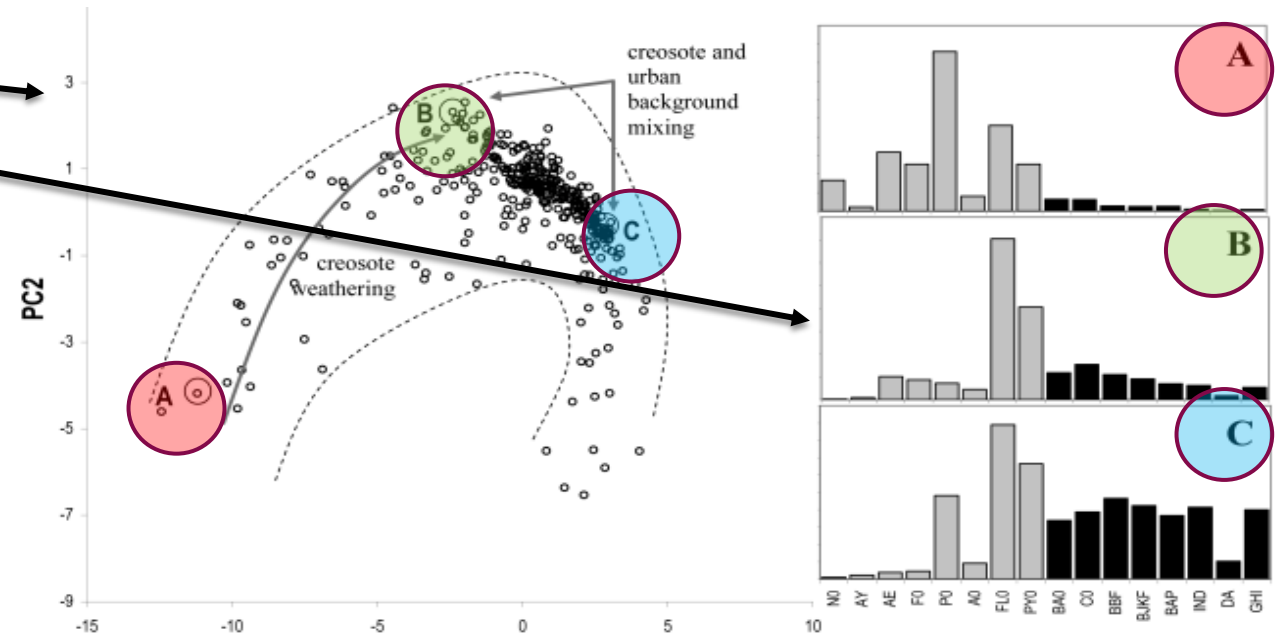 creosote and
urban
background
mixing
B
C
creosote
weathering
A
PC2
3
1
-1
-3
-5
-7
-9
-15
-10
-5
0
5
10
A
B
C
N0
AY
AE
F0
P0
A0
FL0
PY0
BA0
C0
BBF
BJKF
BAP
IND
DA
GHI